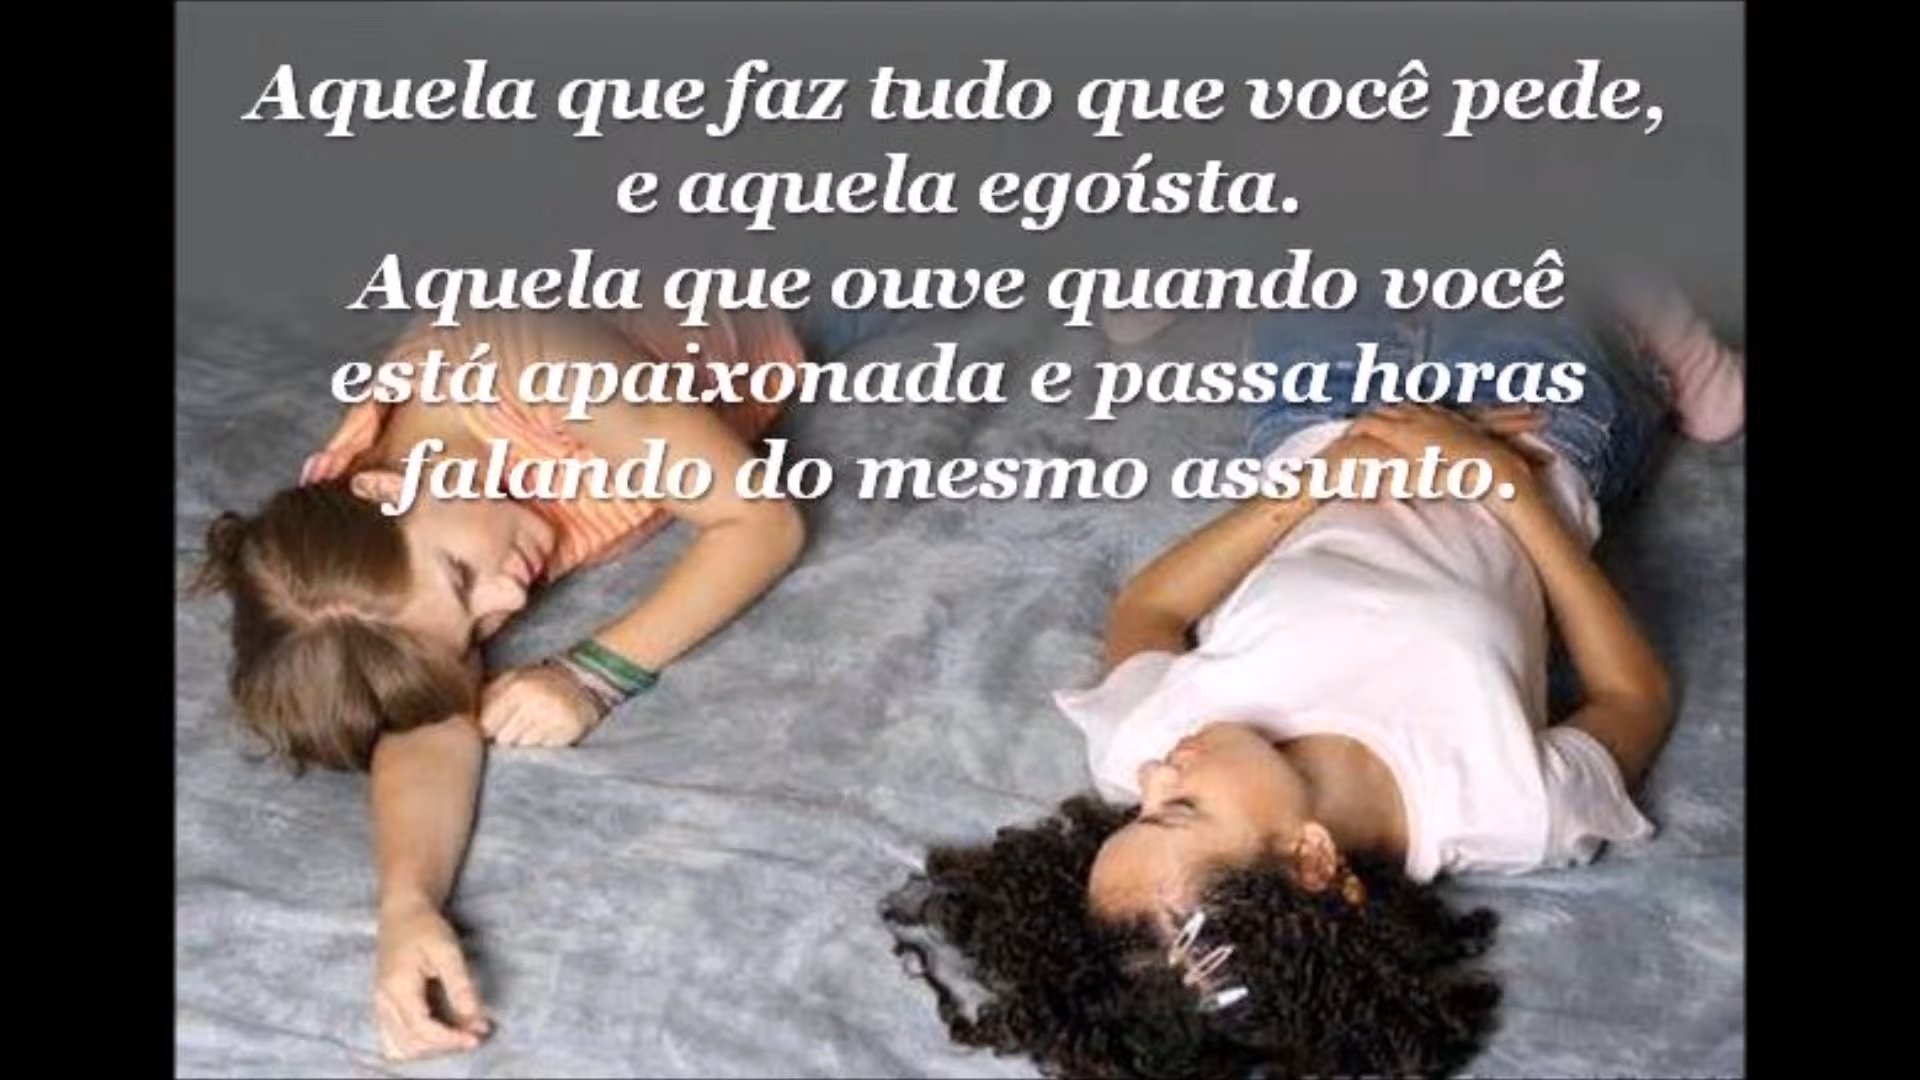 Aquela que faz tudo que você pede,
e aquela egoísta.
Aquela que ouve quando você
está apaixonada e passa horas
falando do mesmo assunto.